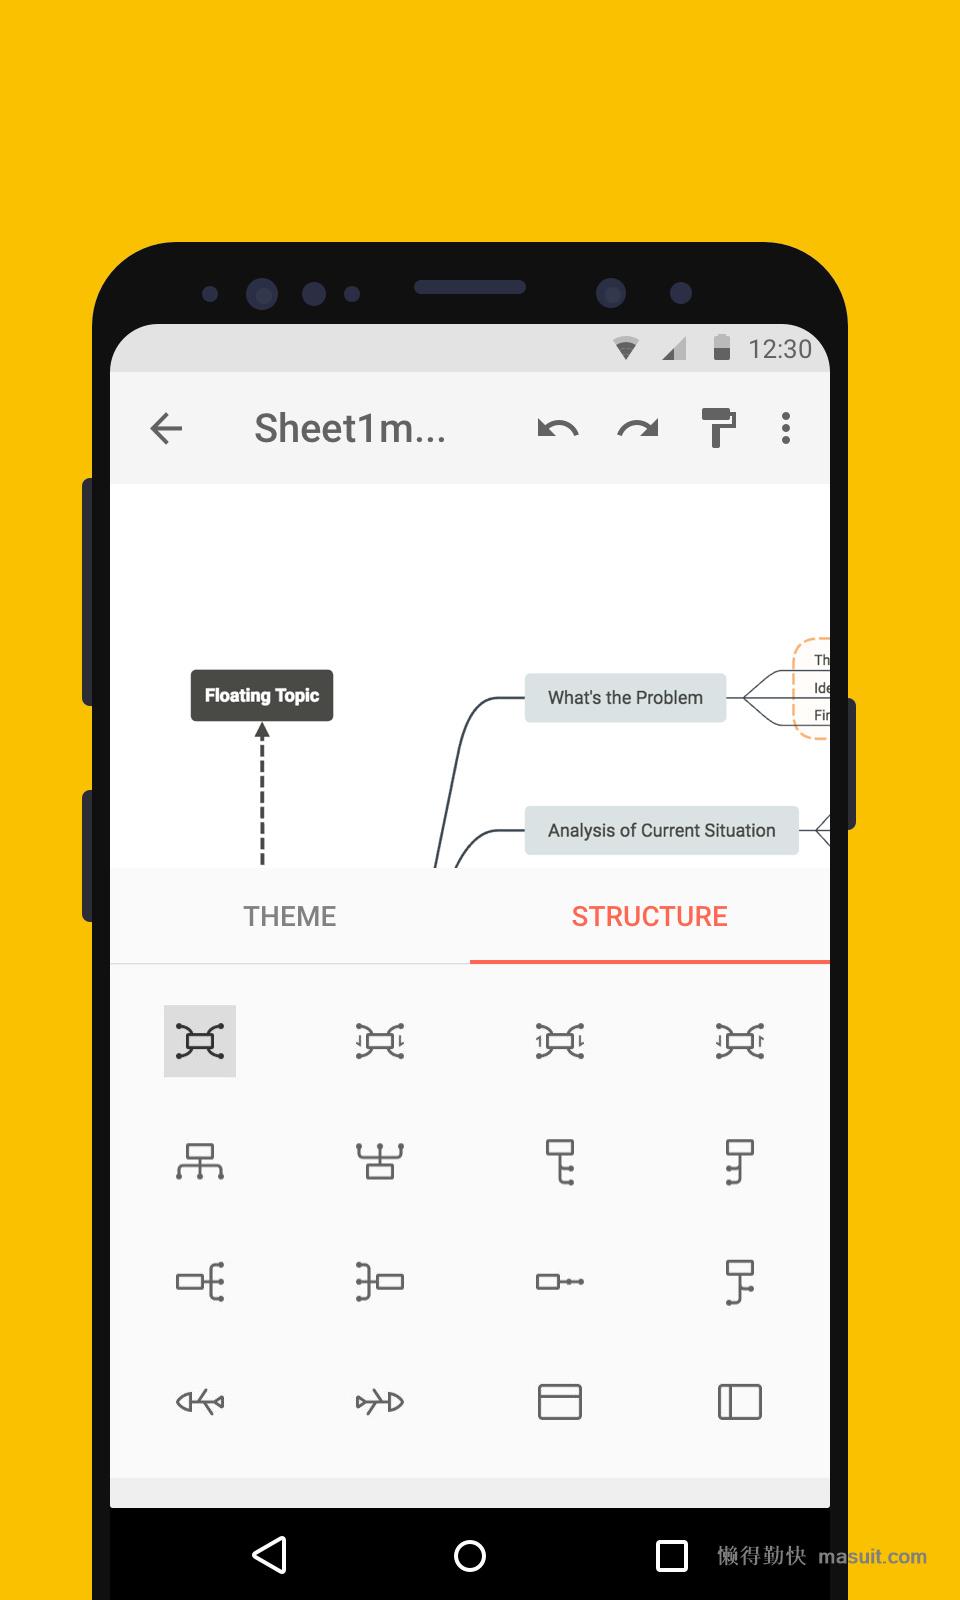 12:30
Sheet1m...
Floating Topic
What's the Problem
Th
Ide
Fir
Analysis of Current Situation
THEME
STRUCTURE
懒得勤快 masuit.com